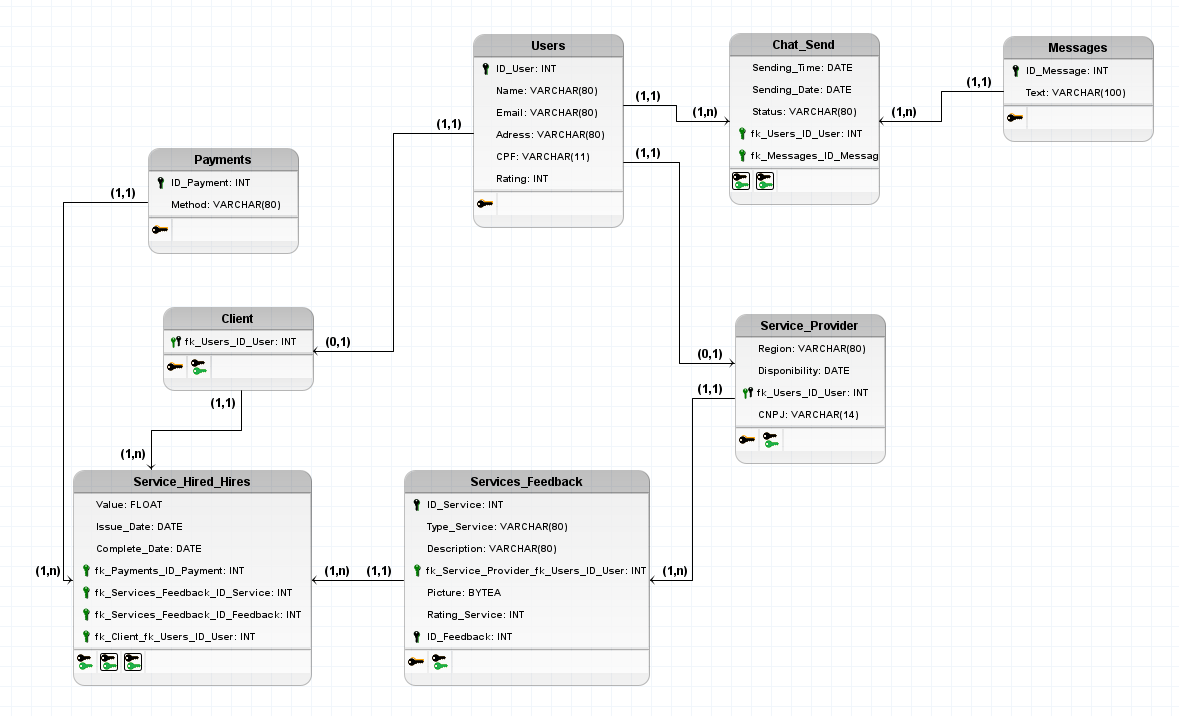 Users
ID_User: INT
Name: VARCHAR(80)
Email: VARCHAR(80)
Adress: VARCHAR(80)
CPF: VARCHAR(11)
Rating: INT
Chat_Send
Sending_Time: DATE
Sending_Date: DATE
Status: VARCHAR(80)
fk_Users_ID_User: INT
fk_Messages_ID_Messag
Messages
ID_Message: INT
Text: VARCHAR(100)
(1,1)
(1,n)
(1,n)
(1,1)
(1,1)
(1,1)
Payments
ID_Payment: INT
Method: VARCHAR(80)
(1,1)
Client
fk_Users_ID_User: INT
(0,1)
(1,1)
(1,n)
Service_Provider
Region: VARCHAR(80)
Disponibility: DATE
fk_Users_ID_User: INT
CNPJ: VARCHAR(14)
(0,1)
(1,1)
Service_Hired_Hires
Value: FLOAT
Issue_Date: DATE
Complete_Date: DATE
fk_Payments_ID_Payment: INT
fk_Services_Feedback_ID_Service: INT
fk_Services_Feedback_ID_Feedback: INT
fk_Client_fk_Users_ID_User: INT
(1,n)
(1,n)
(1,1)
Services_Feedback
ID_Service: INT
Type_Service: VARCHAR(80)
Description: VARCHAR(80)
fk_Service_Provider_fk_Users_ID_User: INT
Picture: BYTEA
Rating_Service: INT
ID_Feedback: INT
(1,n)